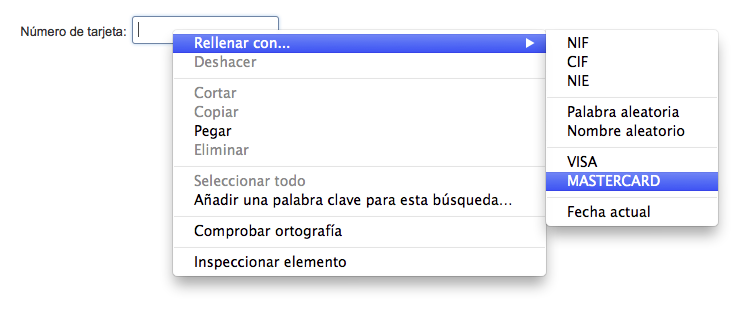 Número de tarjeta:
Rellenar con...
Deshacer
Cortar
Copiar
Pegar
Eliminar
Seleccionar todo
Añadir una palabra clave para esta búsqueda...
Comprobar ortografía
Inspeccionar elemento
NIF
CIF
NIE
Palabra aleatoria
Nombre aleatorio
VISA
MASTERCARD
Fecha actual